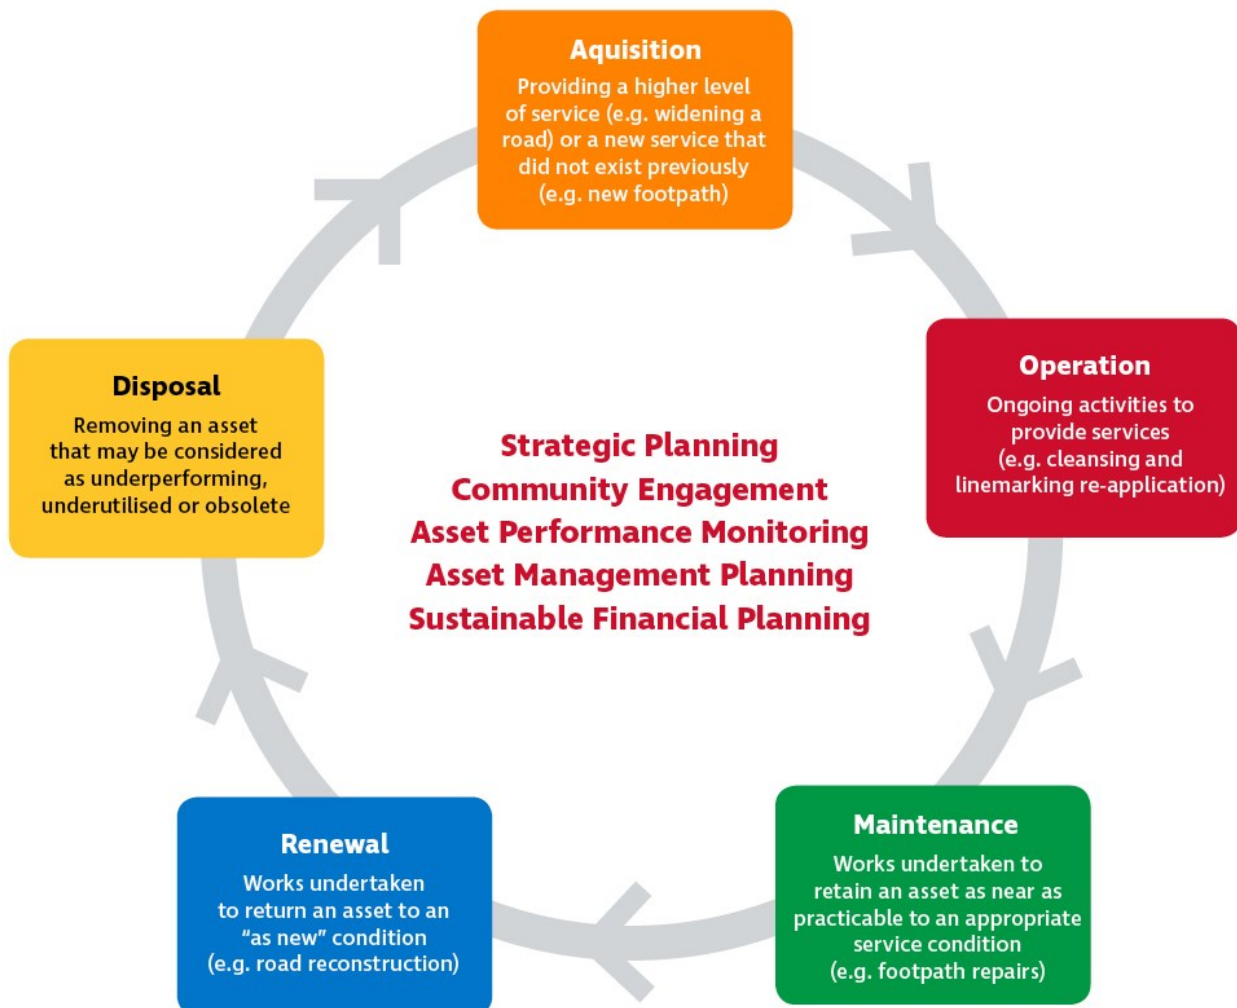 Aquisition
Providing a higher level
of service (e.g. widening a
road) or a new service that
did not exist previously
(e.g. new footpath)
Operation
Ongoing activities to
provide services
(e.g. cleansing and
linemarking re-application)
Maintenance
Works undertaken to
retain an asset as near as
practicable to an appropriate
service condition
(e.g. footpath repairs)
Renewal
Works undertaken
to return an asset to an
“as new” condition
(e.g. road reconstruction)
Disposal
Removing an asset
that may be considered
as underperforming,
underutilised or obsolete
Strategic Planning
Community Engagement
Asset Performance Monitoring
Asset Management Planning
Sustainable Financial Planning